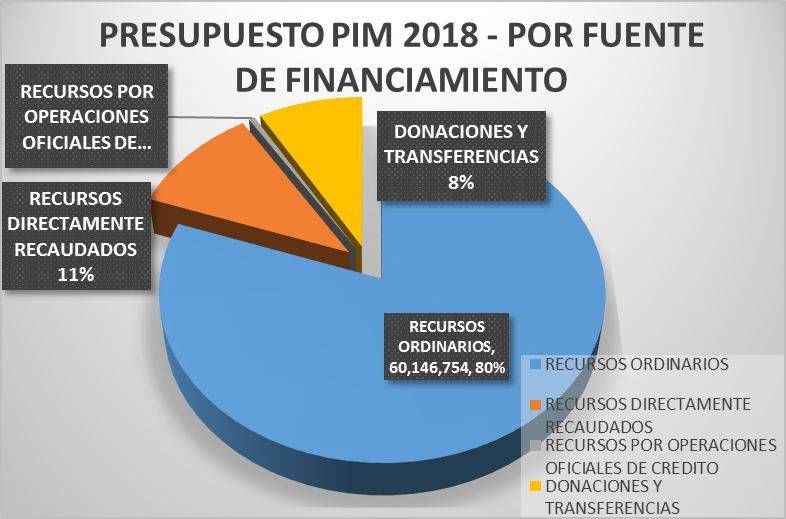 PRESUPUESTO PIM 2018 - POR FUENTE
DE FINANCIAMIENTO
RECURSOS POR
OPERACIONES
OFICIALES DE...
DONACIONES Y
TRANSFERENCIAS
8%
RECURSOS
DIRECTAMENTE
RECAUDADOS
11%
RECURSOS
ORDINARIOS,
60,146,754, 80%
RECURSOS ORDINARIOS
RECURSOS DIRECTAMENTE
RECAUDADOS
RECURSOS POR OPERACIONES
OFICIALES DE CREDITO
DONACIONES Y
TRANSFERENCIAS